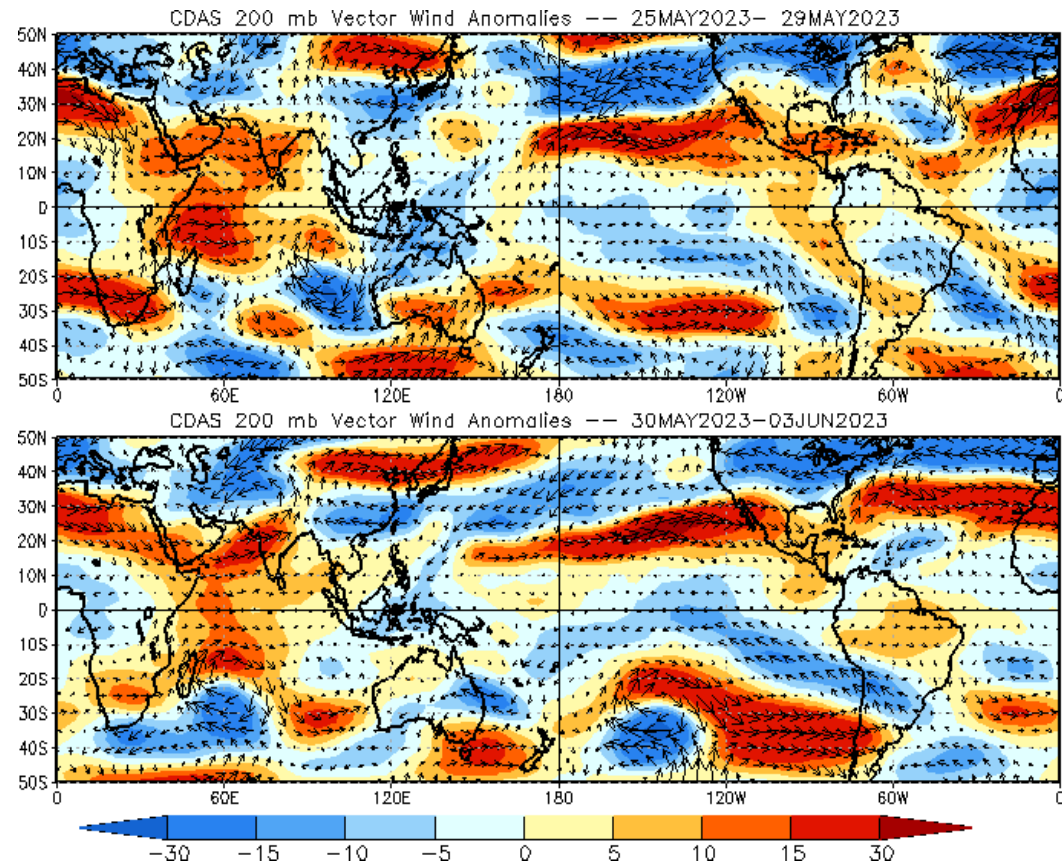 CDAS 200 mb Vector Wind Anomalies -- 25MAY2023- 29MAY2023
50N
40N
30N
20N
10N
0
10S
20S
30S
40S
50S
0 60E 120E 180 120W 60W 0
CDAS 200 mb Vector Wind Anomalies -- 30MAY2023-03JUN2023
50N
40N
30N
20N
10N
0
10S
20S
30S
40S
50S
0 60E 120E 180 120W 60W 0
-30 -15 -10 -5 0 5 10 15 30